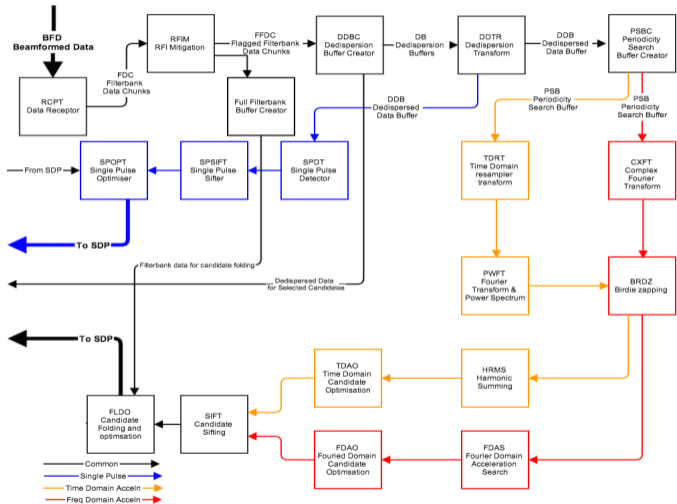 BFD
Beamformed Data
RCPT
Data Receptor
FDC
Filterbank
Data Chunks
RFIM
RFI Mitigation
FFDC
Flagged Filterbank
Data Chunks
Full Filterbank
Buffer Creator
DDBC
Dedispersion
Buffer Creator
DB
Dedispersion
Buffers
DDTR
Dedispersion
Transform
DDB
Dedispersed
Data Buffer
PSBC
Periodicity
Search
Buffer Creator
DDB
Dedispersed
Data Buffer
PSB
Periodicity
Search Buffer
PSB
Periodicity
Search Buffer
From SDP
SPOPT
Single Pulse
Optimiser
SPSIFT
Single Pulse
Sifter
SPDT
Single Pulse
Detector
TDRT
Time Domain
resampler
transform
CXFT
Complex
Fourier
Transform
To SDP
Filterbank data for candidate folding
Dedispersed Data
for Selected Candidates
PWFT
Fourier
Transform &
Power Spectrum
BRDZ
Birdie zapping
To SDP
TDAO
Time Domain
Candidate
Optimisation
HRMS
Harmonic
Summing
FLDO
Candidate
Folding and
optimsation
SIFT
Candidate
Sifting
FDAO
Fouried Domain
Candidate
Optimsation
FDAS
Fourier Domain
Acceleration
Search
Common
Single Pulse
Time Domain Acceln
Freq Domain Acceln